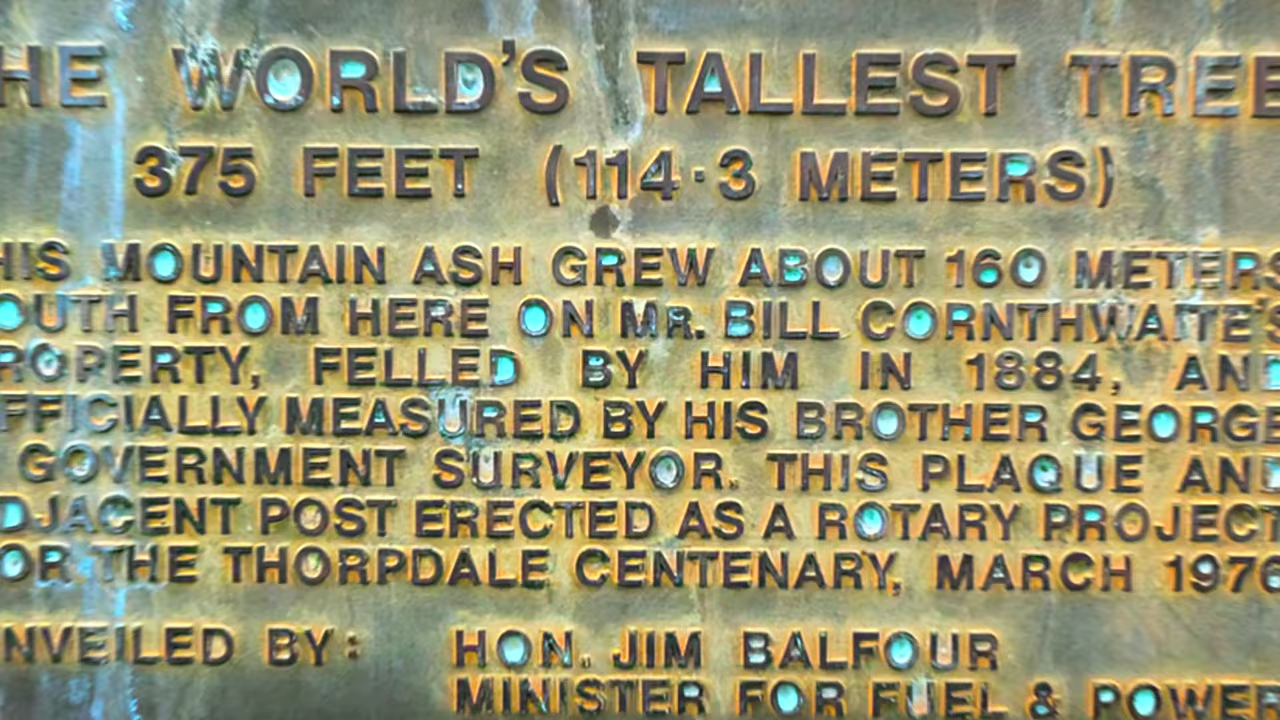 HE WORLD'S TALLEST TREE
375 FEET (114·3 METERS)
HIS MOUNTAIN ASH GREW ABOUT 160 METERS
OUTH FROM HERE ON MR. BILL CORNTHWAITE'S
ROPERTY, FELLED BY HIM IN 1884, AND
FFICIALLY MEASURED BY HIS BROTHER GEORGE
GOVERNMENT SURVEYOR. THIS PLAQUE AND
DJACENT POST ERECTED AS A ROTARY PROJECT
OR THE THORPDALE CENTENARY, MARCH 1976
NVEILED BY: HON. JIM BALFOUR
MINISTER FOR FUEL & POWER